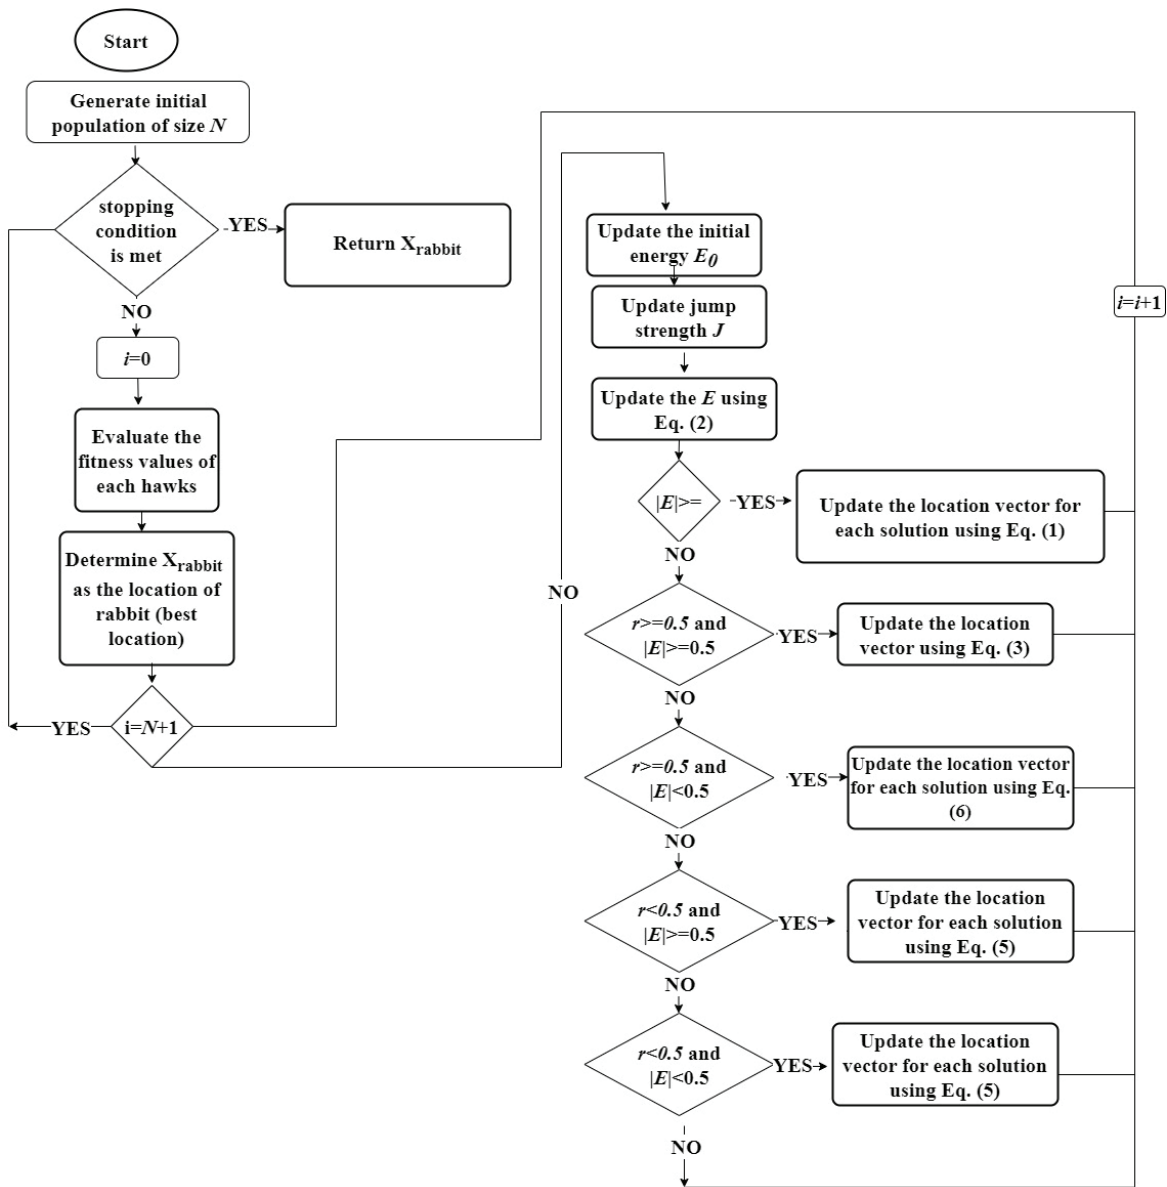 Start
Generate initial
population of size N
stopping
condition
is met
YES
Return Xrabbit
NO
i=0
Evaluate the
fitness values of
each hawks
Determine Xrabbit
as the location of
rabbit (best
location)
YES
i=N+1
NO
Update the initial
energy E0
Update jump
strength J
Update the E using
Eq. (2)
|E|>=
YES
Update the location vector for
each solution using Eq. (1)
i=i+1
NO
r>=0.5 and
|E|>=0.5
YES
Update the location
vector using Eq. (3)
NO
r>=0.5 and
|E|<0.5
YES
Update the location vector
for each solution using Eq.
(6)
NO
r<0.5 and
|E|>=0.5
YES
Update the location
vector for each solution
using Eq. (5)
NO
r<0.5 and
|E|<0.5
YES
Update the location
vector for each solution
using Eq. (5)
NO